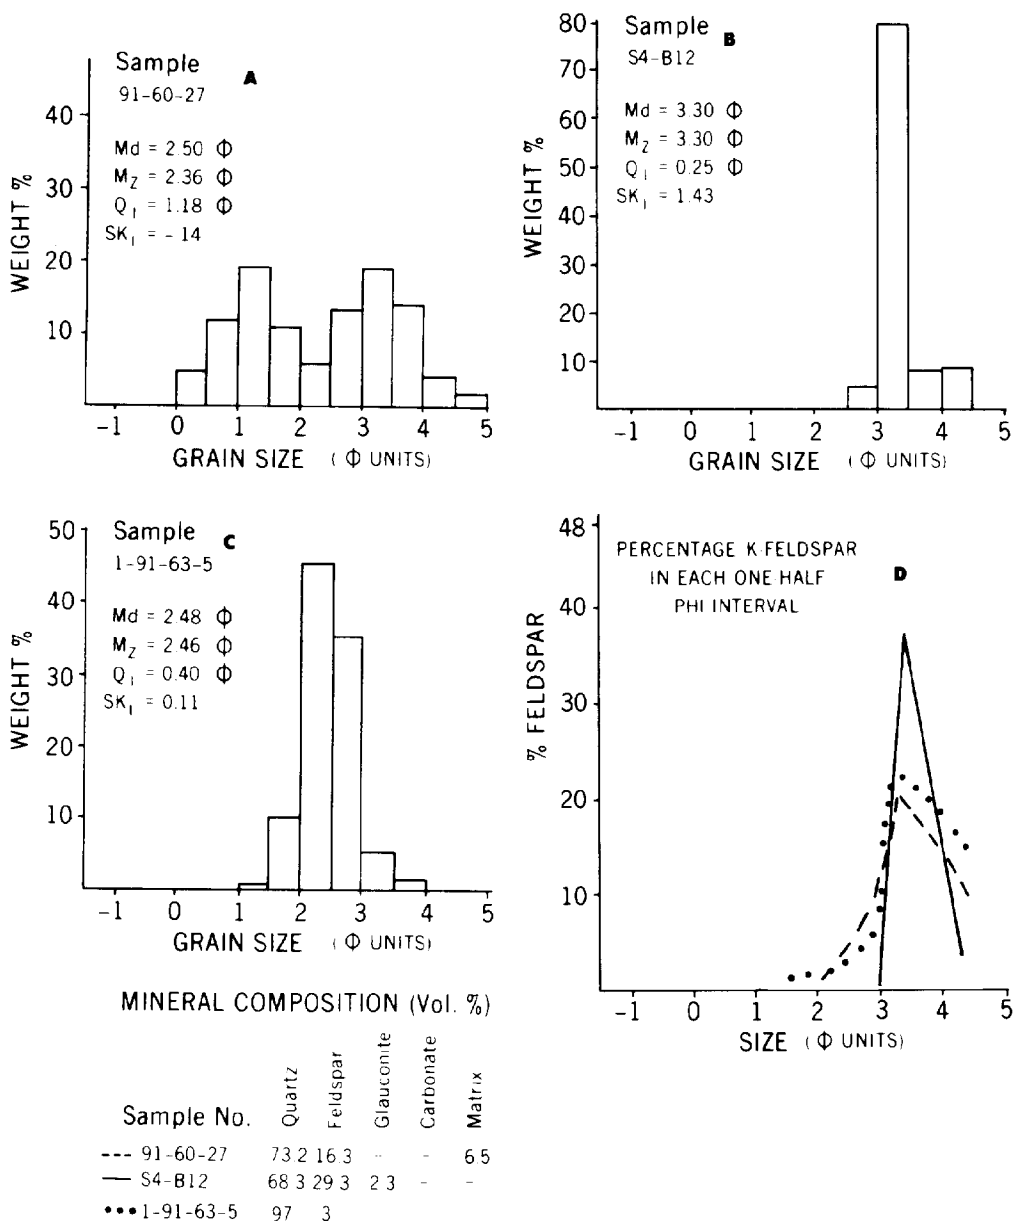 Sample A
91-60-27
Md = 2.50 Φ
MZ = 2.36 Φ
Q1 = 1.18 Φ
SK1 = - 14
WEIGHT %
40
30
20
10
-1 0 1 2 3 4 5
GRAIN SIZE ( Φ UNITS)
Sample B
S4-B12
Md = 3.30 Φ
MZ = 3.30 Φ
Q1 = 0.25 Φ
SK1 = 1.43
WEIGHT %
80
70
60
50
40
30
20
10
-1 0 1 2 3 4 5
GRAIN SIZE ( Φ UNITS)
Sample C
1-91-63-5
Md = 2.48 Φ
MZ = 2.46 Φ
Q1 = 0.40 Φ
SK1 = 0.11
WEIGHT %
50
40
30
20
10
-1 0 1 2 3 4 5
GRAIN SIZE ( Φ UNITS)
PERCENTAGE K-FELDSPAR
IN EACH ONE-HALF D
PHI INTERVAL
% FELDSPAR
48
40
30
20
10
-1 0 1 2 3 4 5
SIZE ( Φ UNITS)
MINERAL COMPOSITION (Vol. %)
Sample No. Quartz Feldspar Glauconite Carbonate Matrix
--- 91-60-27 73.2 16.3 - - 6.5
— S4-B12 68.3 29.3 2.3 - -
••• 1-91-63-5 97 3